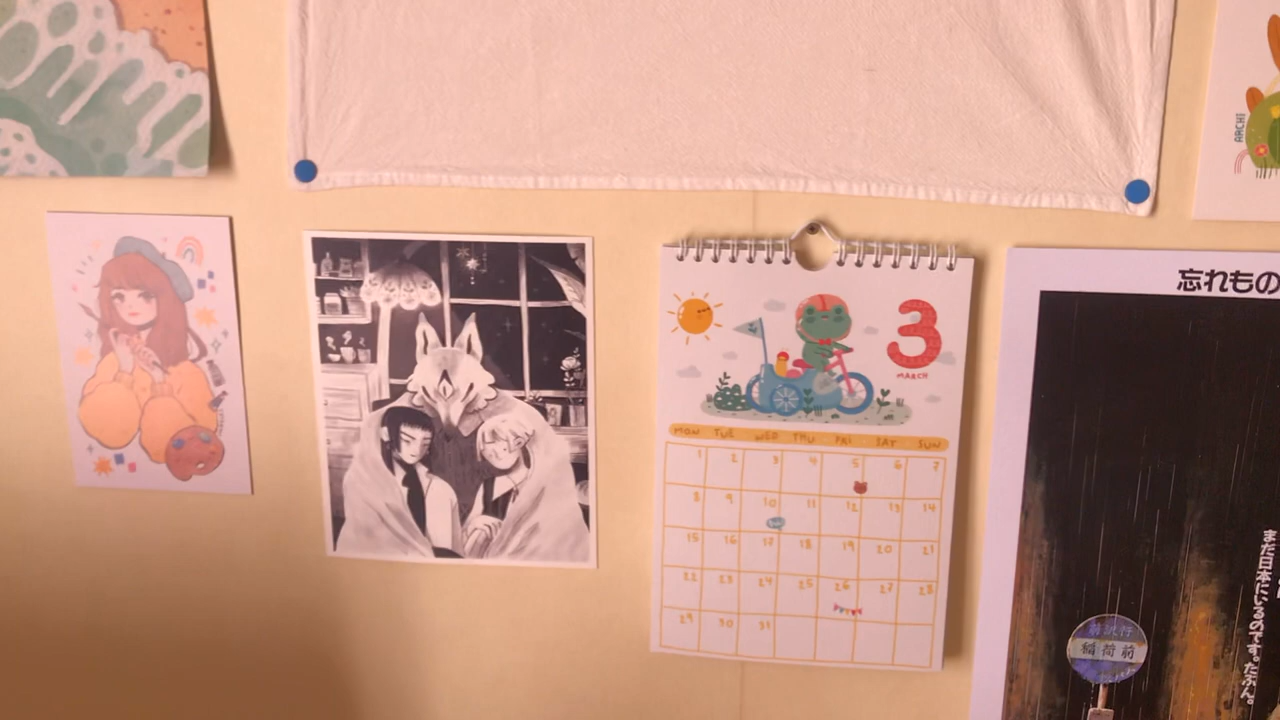 ARCHI
3
MARCH
MON TUE WED THU FRI SAT SUN
1 2 3 4 5 6 7
8 9 10 11 12 13 14
15 16 17 18 19 20 21
22 23 24 25 26 27 28
29 30 31
忘れもの
まだ日本にいるのです。たぶん。
稲荷前